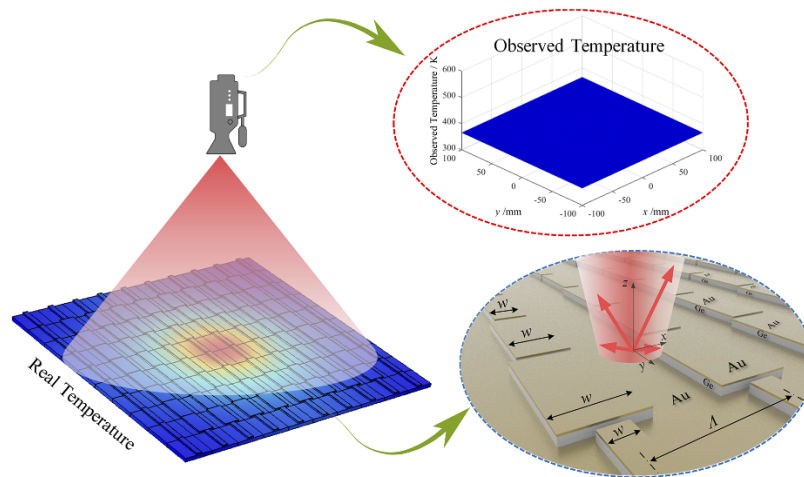 Observed Temperature
Observed Temperature / K
600
500
400
300
100
50
0
-50
-100
y /mm
-100
-50
0
50
100
x /mm
Real Temperature
z
x
y
w
w
w
w
Λ
Au
Ge
Au
Au
Ge
Au
Ge
Au